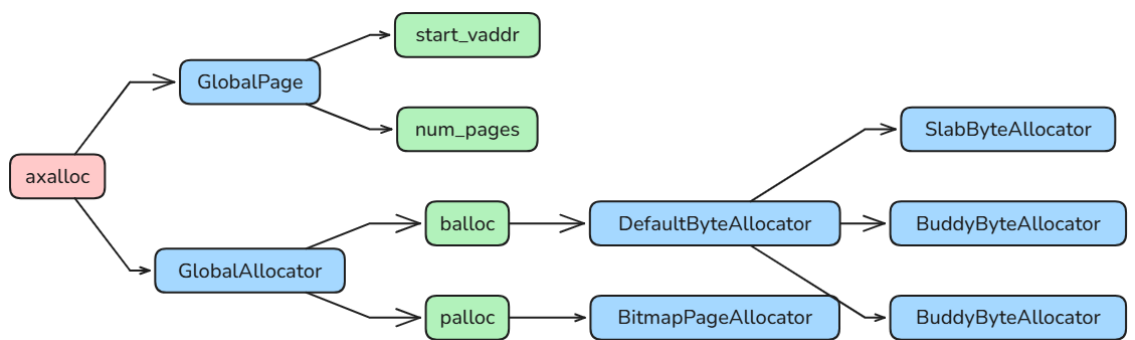 start_vaddr
GlobalPage
num_pages
SlabByteAllocator
axalloc
balloc
DefaultByteAllocator
BuddyByteAllocator
GlobalAllocator
palloc
BitmapPageAllocator
BuddyByteAllocator